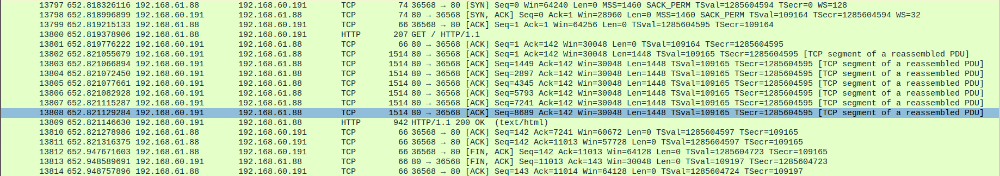 13797 652.818326116 192.168.61.88 192.168.60.191 TCP 74 36568 → 80 [SYN] Seq=0 Win=64240 Len=0 MSS=1460 SACK_PERM TSval=1285604594 TSecr=0 WS=128
13798 652.818996899 192.168.60.191 192.168.61.88 TCP 74 80 → 36568 [SYN, ACK] Seq=0 Ack=1 Win=28960 Len=0 MSS=1460 SACK_PERM TSval=109164 TSecr=1285604594 WS=32
13799 652.819215133 192.168.61.88 192.168.60.191 TCP 66 36568 → 80 [ACK] Seq=1 Ack=1 Win=64256 Len=0 TSval=1285604595 TSecr=109164
13800 652.819378906 192.168.61.88 192.168.60.191 HTTP 207 GET / HTTP/1.1
13801 652.819776222 192.168.60.191 192.168.61.88 TCP 66 80 → 36568 [ACK] Seq=1 Ack=142 Win=30048 Len=0 TSval=109164 TSecr=1285604595
13802 652.821055079 192.168.60.191 192.168.61.88 TCP 1514 80 → 36568 [ACK] Seq=1 Ack=142 Win=30048 Len=1448 TSval=109165 TSecr=1285604595 [TCP segment of a reassembled PDU]
13803 652.821066894 192.168.60.191 192.168.61.88 TCP 1514 80 → 36568 [ACK] Seq=1449 Ack=142 Win=30048 Len=1448 TSval=109165 TSecr=1285604595 [TCP segment of a reassembled PDU]
13804 652.821072450 192.168.60.191 192.168.61.88 TCP 1514 80 → 36568 [ACK] Seq=2897 Ack=142 Win=30048 Len=1448 TSval=109165 TSecr=1285604595 [TCP segment of a reassembled PDU]
13805 652.821077661 192.168.60.191 192.168.61.88 TCP 1514 80 → 36568 [ACK] Seq=4345 Ack=142 Win=30048 Len=1448 TSval=109165 TSecr=1285604595 [TCP segment of a reassembled PDU]
13806 652.821082928 192.168.60.191 192.168.61.88 TCP 1514 80 → 36568 [ACK] Seq=5793 Ack=142 Win=30048 Len=1448 TSval=109165 TSecr=1285604595 [TCP segment of a reassembled PDU]
13807 652.821115287 192.168.60.191 192.168.61.88 TCP 1514 80 → 36568 [ACK] Seq=7241 Ack=142 Win=30048 Len=1448 TSval=109165 TSecr=1285604595 [TCP segment of a reassembled PDU]
13808 652.821129284 192.168.60.191 192.168.61.88 TCP 1514 80 → 36568 [ACK] Seq=8689 Ack=142 Win=30048 Len=1448 TSval=109165 TSecr=1285604595 [TCP segment of a reassembled PDU]
13809 652.821146630 192.168.60.191 192.168.61.88 HTTP 942 HTTP/1.1 200 OK (text/html)
13810 652.821278986 192.168.61.88 192.168.60.191 TCP 66 36568 → 80 [ACK] Seq=142 Ack=7241 Win=60672 Len=0 TSval=1285604597 TSecr=109165
13811 652.821316375 192.168.61.88 192.168.60.191 TCP 66 36568 → 80 [ACK] Seq=142 Ack=11013 Win=57728 Len=0 TSval=1285604597 TSecr=109165
13812 652.947671603 192.168.61.88 192.168.60.191 TCP 66 36568 → 80 [FIN, ACK] Seq=142 Ack=11013 Win=64128 Len=0 TSval=1285604723 TSecr=109165
13813 652.948589691 192.168.60.191 192.168.61.88 TCP 66 80 → 36568 [FIN, ACK] Seq=11013 Ack=143 Win=30048 Len=0 TSval=109197 TSecr=1285604723
13814 652.948757896 192.168.61.88 192.168.60.191 TCP 66 36568 → 80 [ACK] Seq=143 Ack=11014 Win=64128 Len=0 TSval=1285604724 TSecr=109197